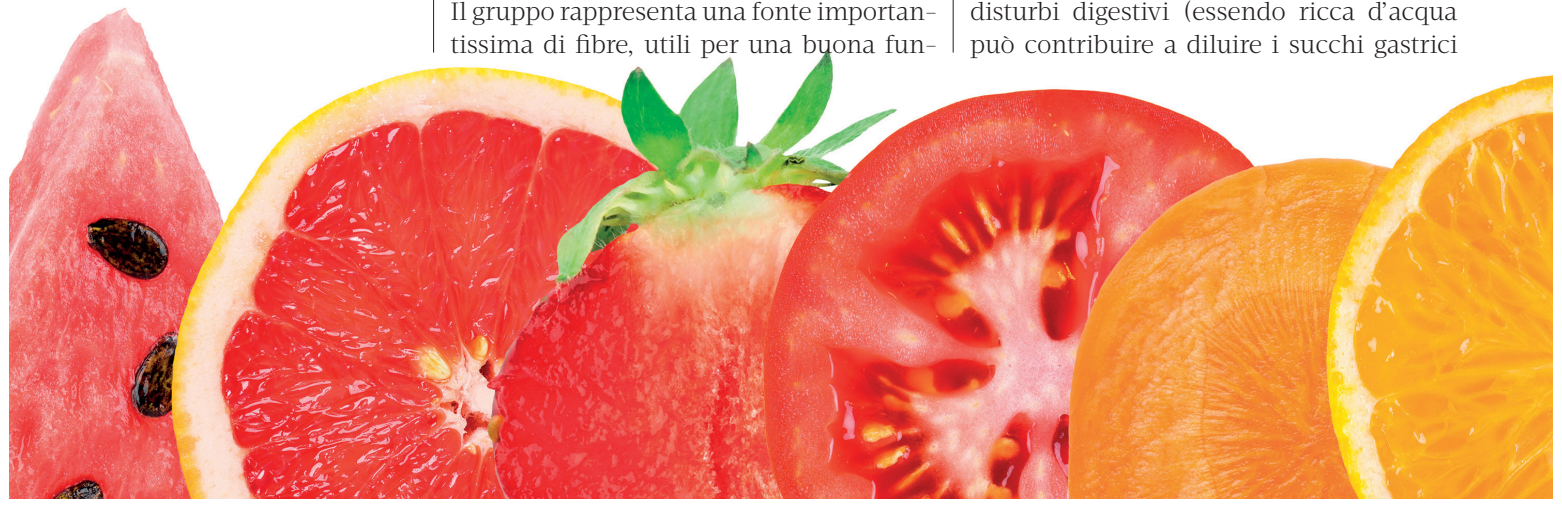 Il gruppo rappresenta una fonte importan-
tissima di fibre, utili per una buona fun-
disturbi digestivi (essendo ricca d’acqua
può contribuire a diluire i succhi gastrici